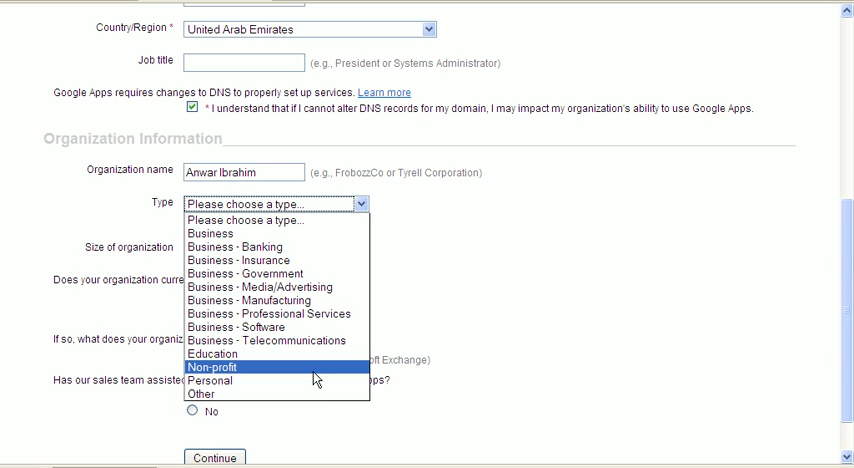 Country/Region * United Arab Emirates
Job title (e.g., President or Systems Administrator)
Google Apps requires changes to DNS to properly set up services. Learn more
* I understand that if I cannot alter DNS records for my domain, I may impact my organization's ability to use Google Apps.
Organization Information
Organization name Anwar Ibrahim (e.g., FrobozzCo or Tyrell Corporation)
Type Please choose a type...
Please choose a type...
Business
Business - Banking
Size of organization
Business - Insurance
Business - Government
Does your organization curre
Business - Media/Advertising
Business - Manufacturing
Business - Professional Services
Business - Software
If so, what does your organiz
Business - Telecommunications
Education
oft Exchange)
Non-profit
Has our sales team assisted
Personal
pps?
Other
No
Continue